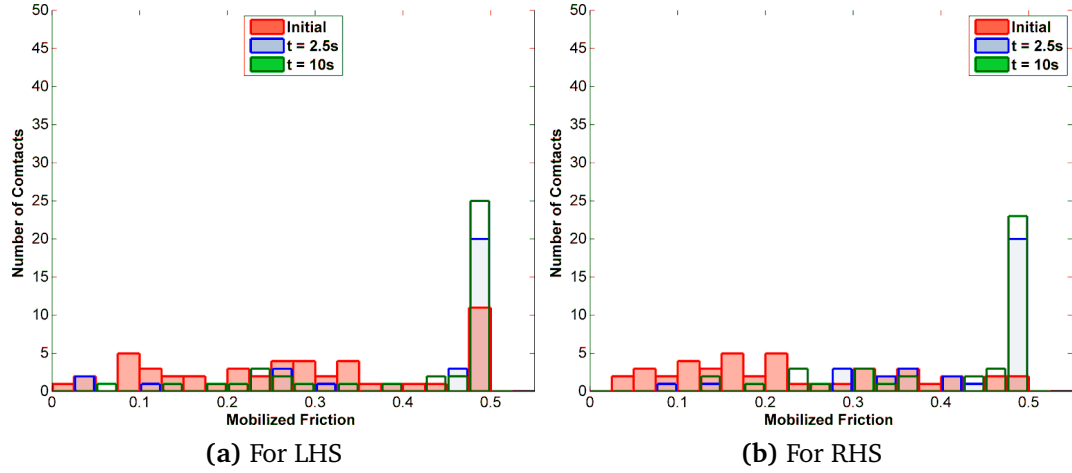 50
45
40
35
30
25
20
15
10
5
0
Number of Comtacts
Initial
t = 2.5s
t = 10s
0 0.1 0.2 0.3 0.4 0.5
Mobilized Friction
(a) For LHS
50
45
40
35
30
25
20
15
10
5
0
Number of Comtacts
Initial
t = 2.5s
t = 10s
0 0.1 0.2 0.3 0.4 0.5
Mobilized Friction
(b) For RHS